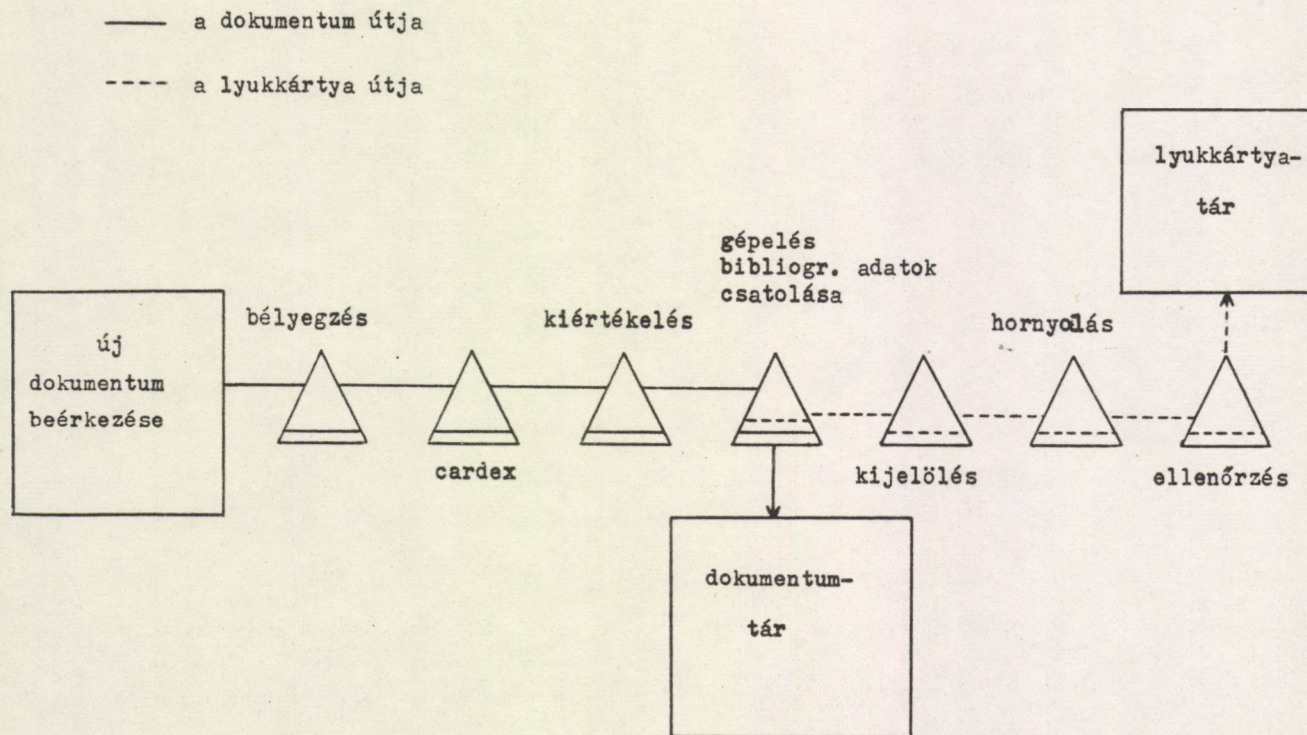 a dokumentum útja
a lyukkártya útja
lyukkártya-
tár
gépelés
bibliogr. adatok
csatolása
bélyegzés
kiértékelés
hornyolás
új
dokumentum
beérkezése
cardex
kijelölés
ellenőrzés
dokumentum-
tár